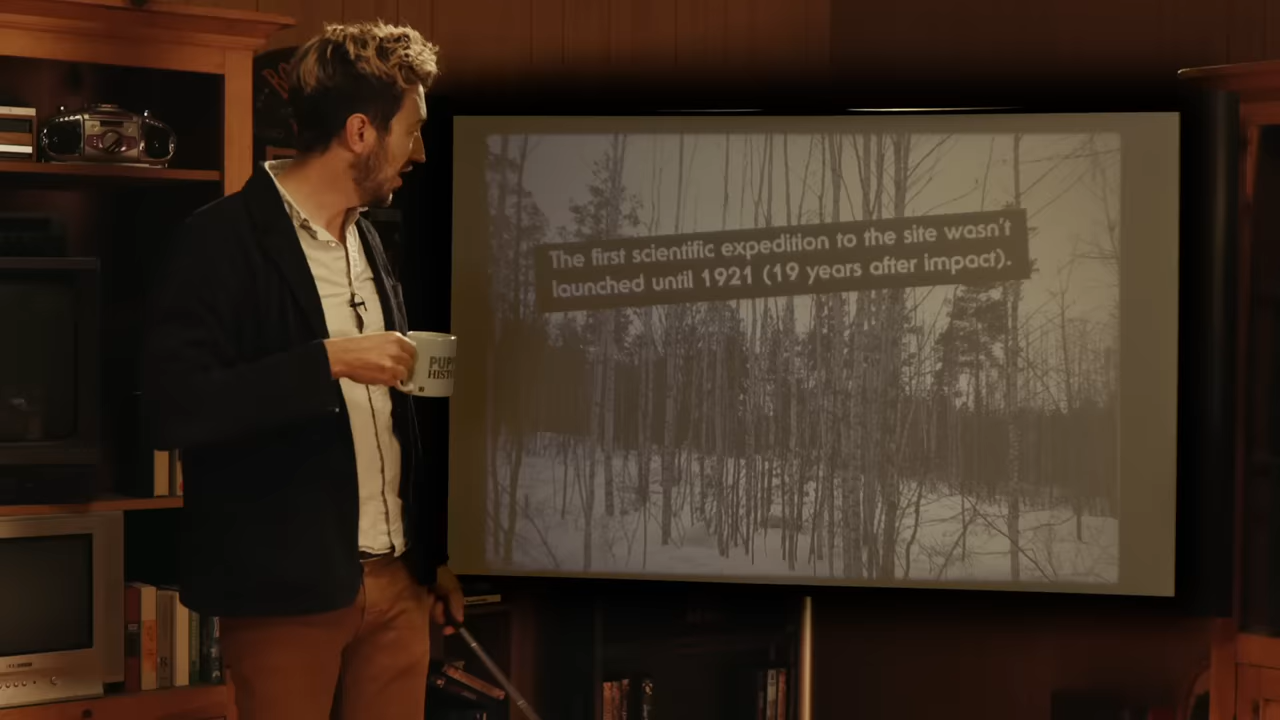 The first scientific expedition to the site wasn't
launched until 1921 (19 years after impact).
PUP
HIST